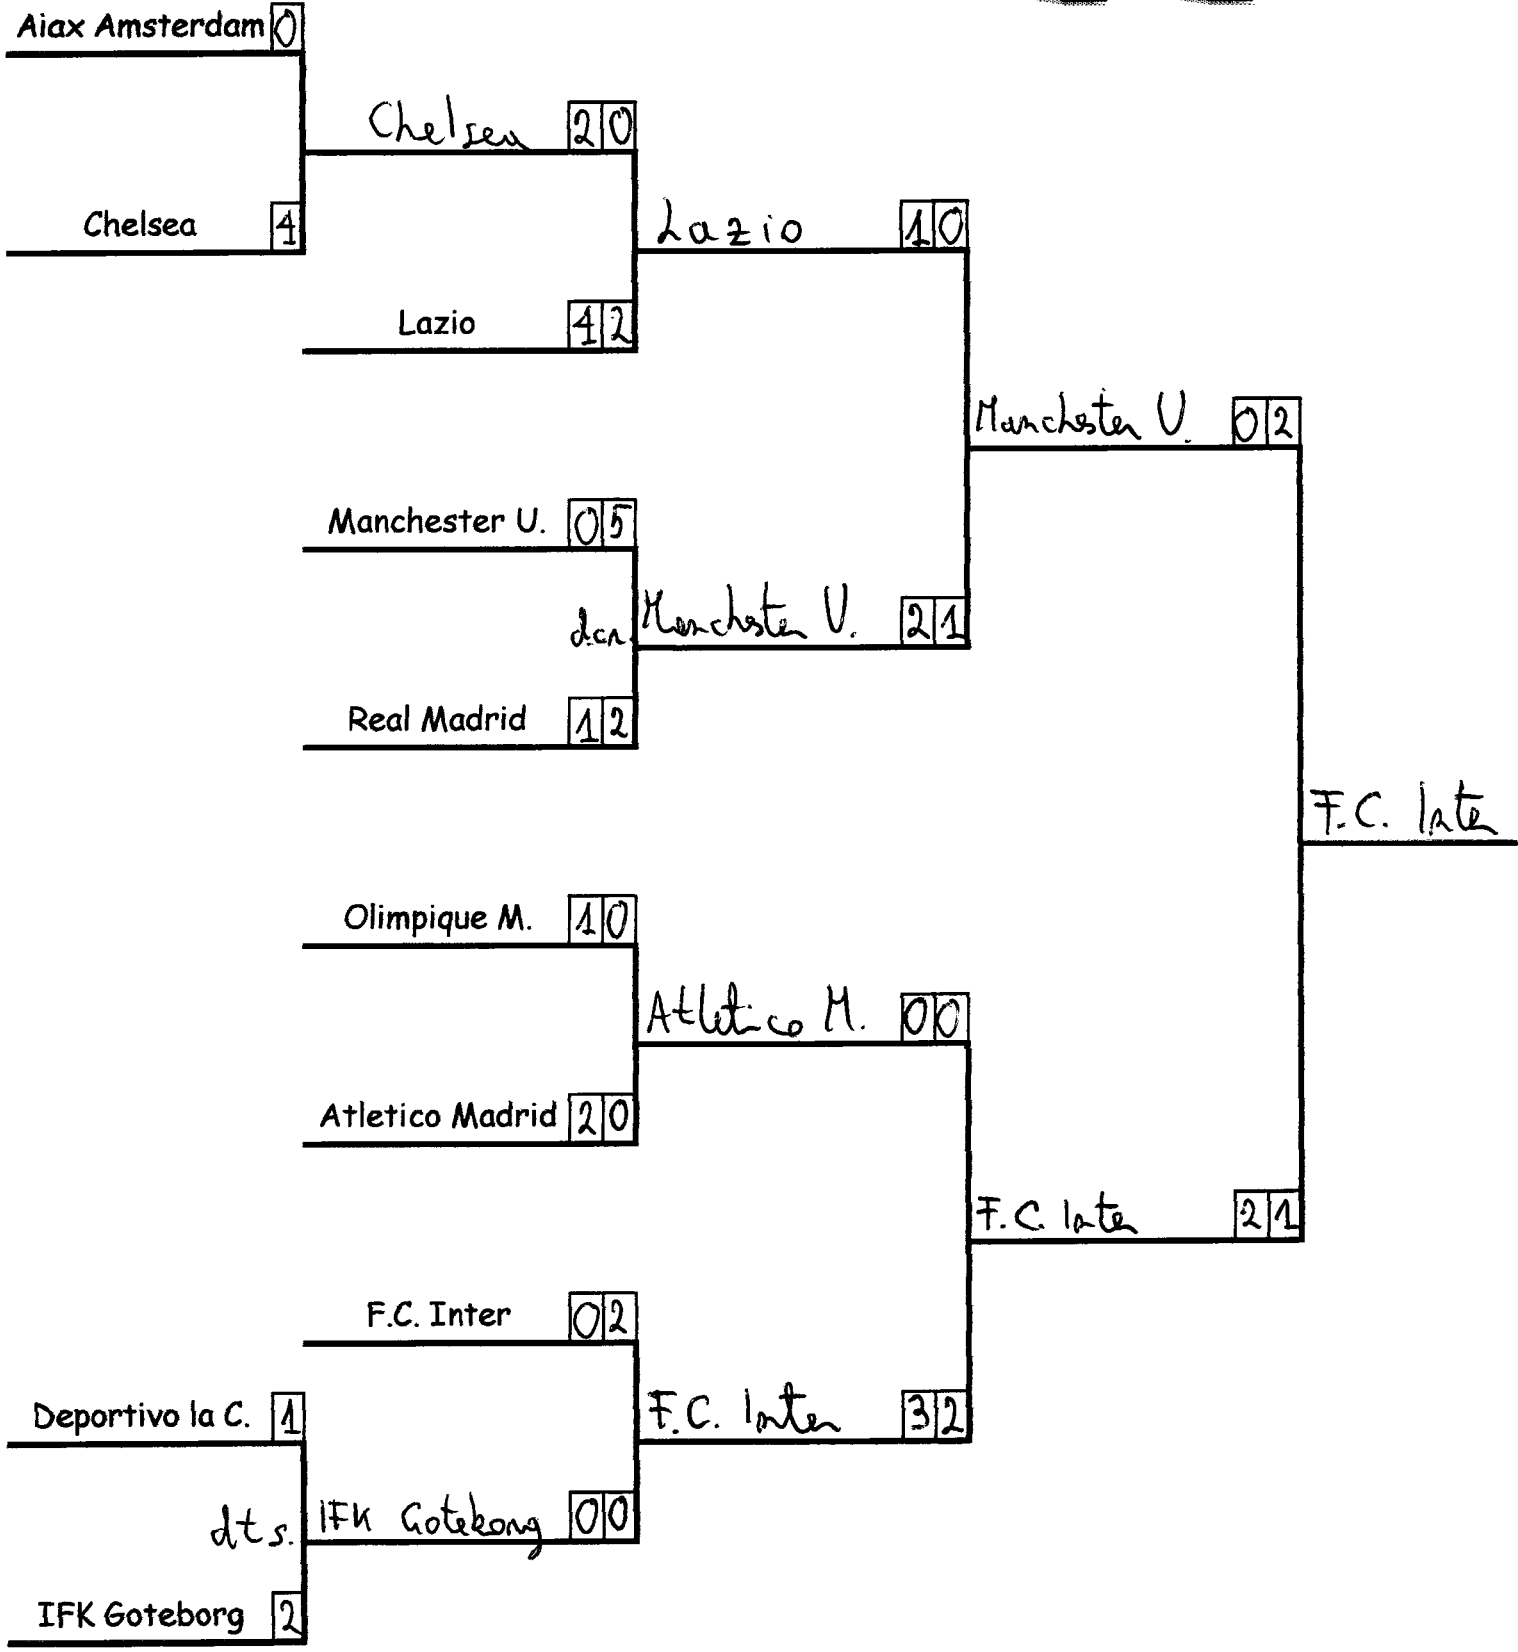 Aiax Amsterdam 0
Chelsea 2 0
Chelsea 4
Lazio 1 0
Lazio 4 2
Manchester U. 0 2
Manchester U. 0 5
d.c.r. Manchester U. 2 1
Real Madrid 1 2
F.C. Inter
Olimpique M. 1 0
Atletico M. 0 0
Atletico Madrid 2 0
F.C. Inter 2 1
F.C. Inter 0 2
Deportivo la C. 1
F.C. Inter 3 2
dts. IFK Gotebong 0 0
IFK Goteborg 2